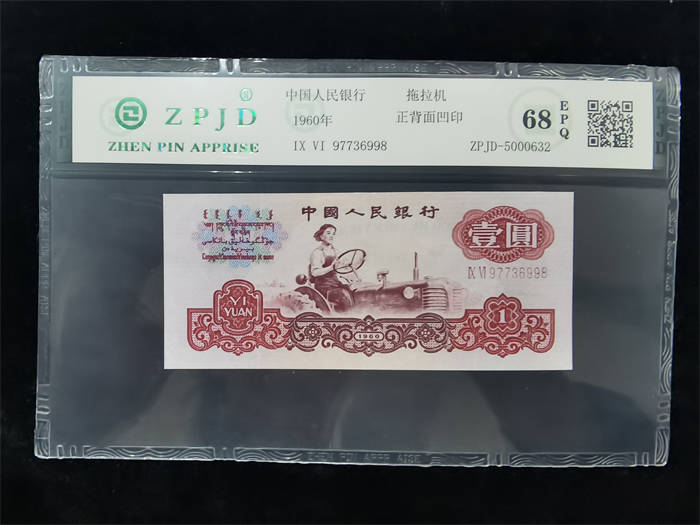 ZPJD
ZHEN PIN APPRISE
中国人民银行 拖拉机
1960年 正背面凹印
IX VI 97736998 ZPJD-5000632
68
EPQ
中國人民銀行
壹圓
IX VI 97736998
YI
YUAN
1960
1